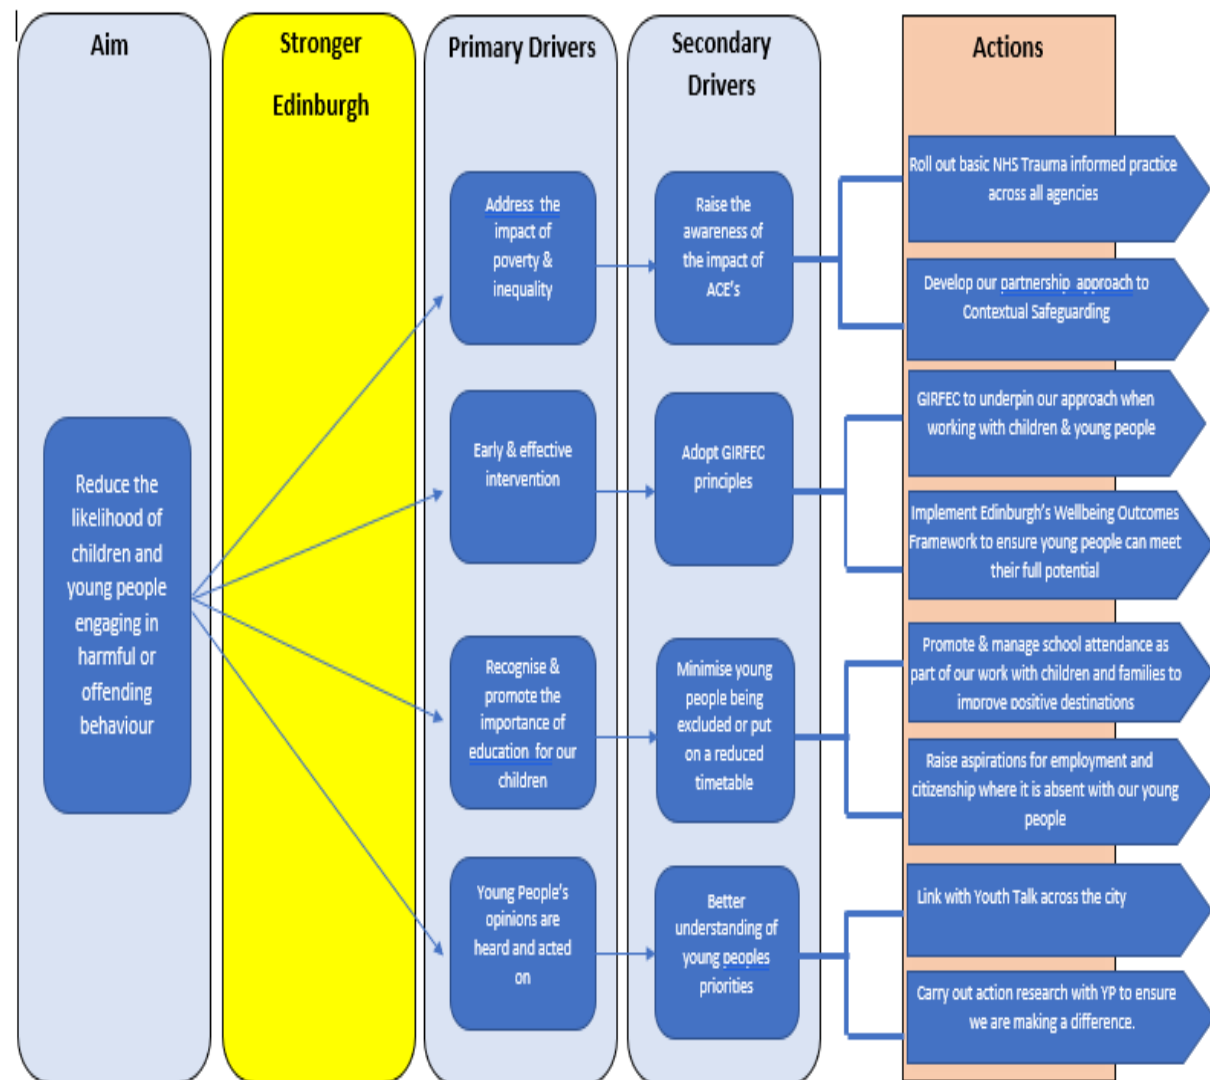 Aim
Stronger
Edinburgh
Primary Drivers
Secondary
Drivers
Actions
Reduce the
likelihood of
children and
young people
engaging in
harmful or
offending
behaviour
Address the
impact of
poverty &
inequality
Raise the
awareness of
the impact of
ACE's
Roll out basic NHS Trauma informed practice
across all agencies
Develop our partnership approach to
Contextual Safeguarding
Early & effective
intervention
Adopt GIRFEC
principles
GIRFEC to underpin our approach when
working with children & young people
Implement Edinburgh's Wellbeing Outcomes
Framework to ensure young people can meet
their full potential
Recognise &
promote the
importance of
education for our
children
Minimise young
people being
excluded or put
on a reduced
timetable
Promote & manage school attendance as
part of our work with children and families to
improve positive destinations
Raise aspirations for employment and
citizenship where it is absent with our young
people
Young People's
opinions are
heard and acted
on
Better
understanding of
young peoples
priorities
Link with Youth Talk across the city
Carry out action research with YP to ensure
we are making a difference.